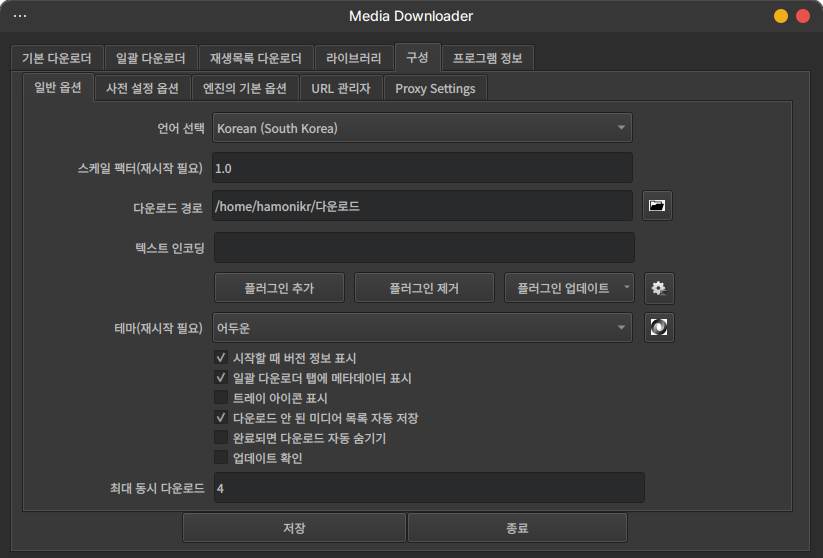 Media Downloader
기본 다운로더 일괄 다운로더 재생목록 다운로더 라이브러리 구성 프로그램 정보
일반 옵션 사전 설정 옵션 엔진의 기본 옵션 URL 관리자 Proxy Settings
언어 선택 Korean (South Korea)
스케일 팩터(재시작 필요) 1.0
다운로드 경로 /home/hamonikr/다운로드
텍스트 인코딩
플러그인 추가 플러그인 제거 플러그인 업데이트
테마(재시작 필요) 어두운
시작할 때 버전 정보 표시
일괄 다운로더 탭에 메타데이터 표시
트레이 아이콘 표시
다운로드 안 된 미디어 목록 자동 저장
완료되면 다운로드 자동 숨기기
업데이트 확인
최대 동시 다운로드 4
저장 종료